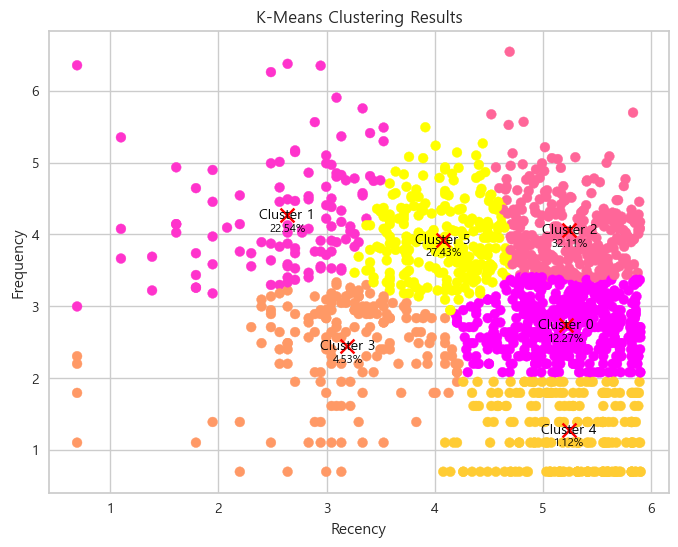 K-Means Clustering Results
Frequency
6
5
4
3
2
1
Cluster 1
22.54%
Cluster 2
32.11%
Cluster 5
27.43%
Cluster 0
12.27%
Cluster 3
4.53%
Cluster 4
1.12%
1 2 3 4 5 6
Recency